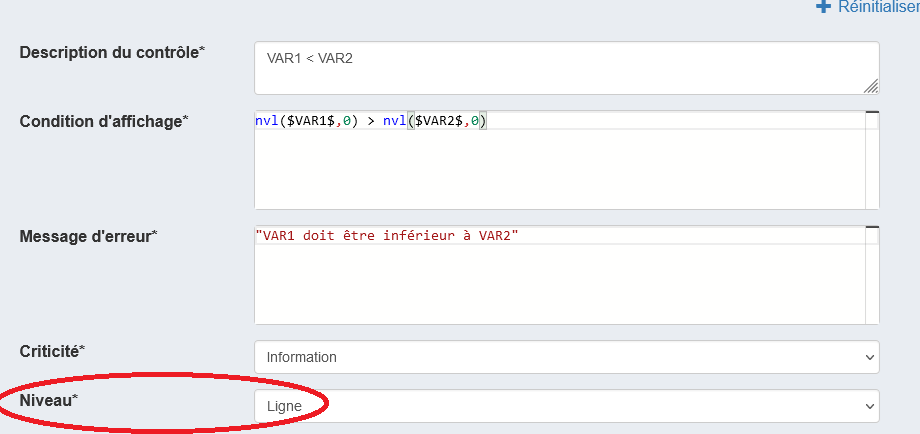 Réinitialiser
Description du contrôle*
VAR1 < VAR2
Condition d'affichage*
nvl($VAR1$,0) > nvl($VAR2$,0)
Message d'erreur*
"VAR1 doit être inférieur à VAR2"
Criticité*
Information
Niveau*
Ligne